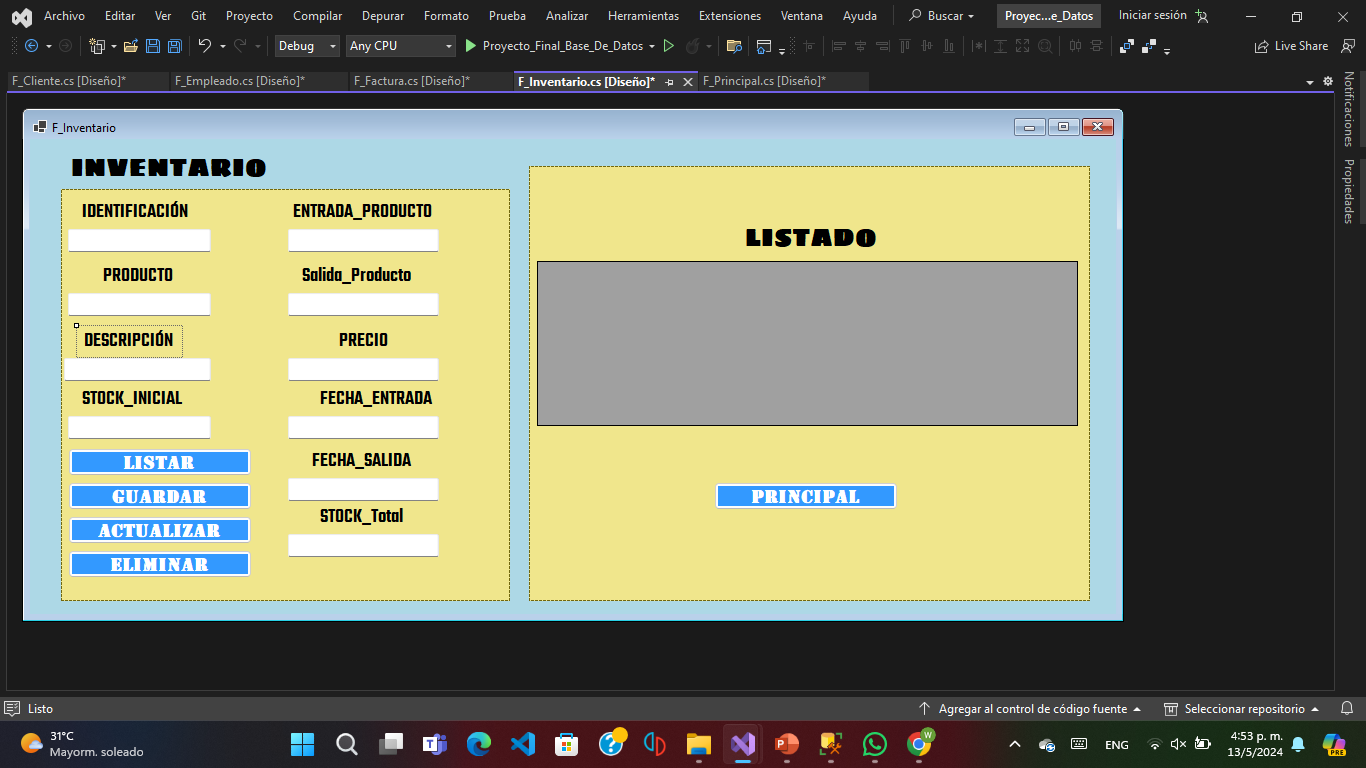 Archivo Editar Ver Git Proyecto Compilar Depurar Formato Prueba Analizar Herramientas Extensiones Ventana Ayuda Buscar Proyec...e_Datos Iniciar sesión
Debug Any CPU Proyecto_Final_Base_De_Datos Live Share
F_Cliente.cs [Diseño]* F_Empleado.cs [Diseño]* F_Factura.cs [Diseño]* F_Inventario.cs [Diseño]* F_Principal.cs [Diseño]*
Notificaciones
Propiedades
F_Inventario
INVENTARIO
IDENTIFICACIÓN ENTRADA_PRODUCTO
PRODUCTO Salida_Producto
DESCRIPCIÓN PRECIO
STOCK_INICIAL FECHA_ENTRADA
LISTAR FECHA_SALIDA
GUARDAR
ACTUALIZAR STOCK_Total
ELIMINAR
LISTADO
PRINCIPAL
Listo Agregar al control de código fuente Seleccionar repositorio
31°C
Mayorm. soleado
W
ENG
4:53 p. m.
13/5/2024
PRE